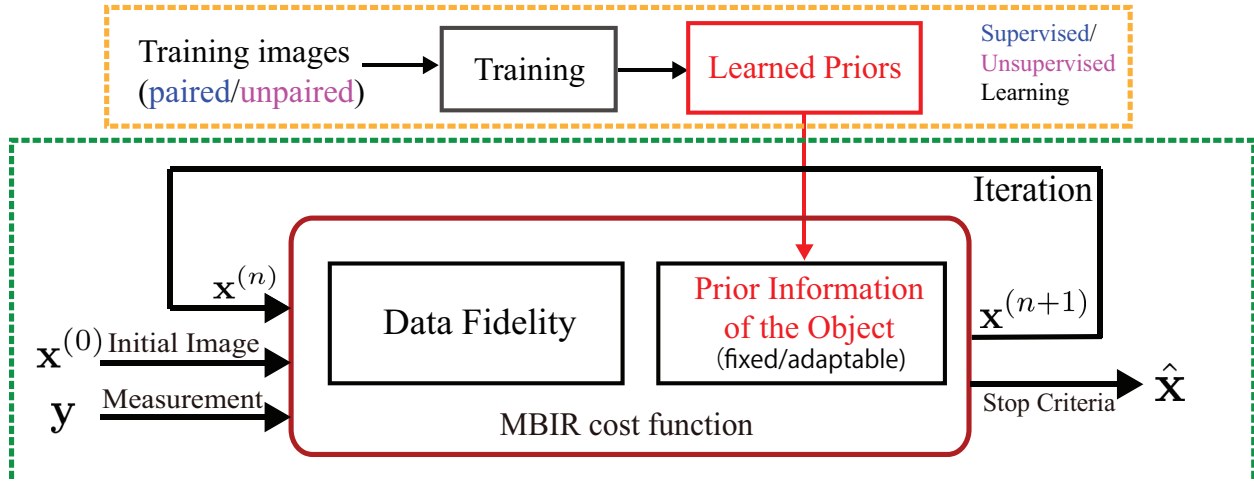 Training images
(paired/unpaired)
Training
Learned Priors
Supervised/
Unsupervised
Learning
Iteration
x^(n)
x^(0) Initial Image
y Measurement
Data Fidelity
Prior Information
of the Object
(fixed/adaptable)
MBIR cost function
x^(n+1)
Stop Criteria
x̂